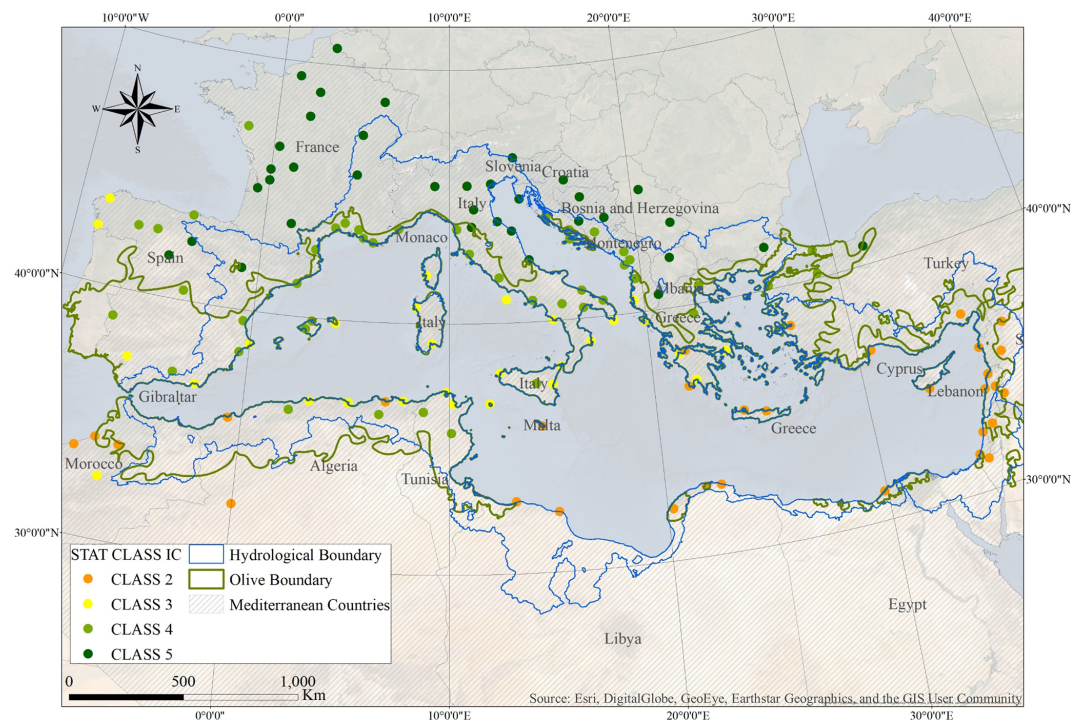 10°0'0"W 0°0'0" 10°0'0"E 20°0'0"E 30°0'0"E 40°0'0"E
N
W E
S
France
Slovenia
Croatia
Italy
Bosnia and Herzegovina
40°0'0"N
Monaco
Montenegro
Spain
Turkey
40°0'0"N
Albania
Italy
Greece
Cyprus
Italy
Gibraltar
Lebanon
Malta
Greece
Morocco
Algeria
Tunisia
30°0'0"N
30°0'0"N
STAT CLASS IC
CLASS 2
CLASS 3
CLASS 4
CLASS 5
Hydrological Boundary
Olive Boundary
Mediterranean Countries
Egypt
Libya
0 500 1,000
Km
Source: Esri, DigitalGlobe, GeoEye, Earthstar Geographics, and the GIS User Community
0°0'0" 10°0'0"E 20°0'0"E 30°0'0"E